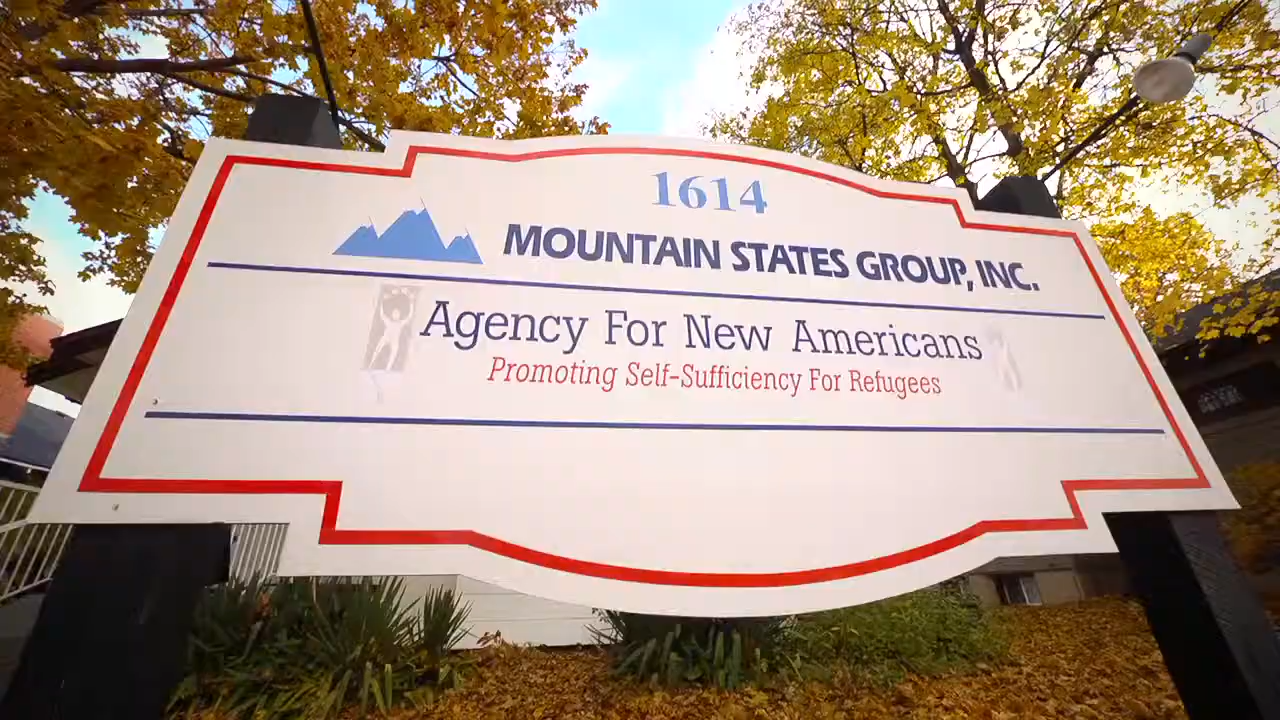 1614
MOUNTAIN STATES GROUP, INC.
Agency For New Americans
Promoting Self-Sufficiency For Refugees